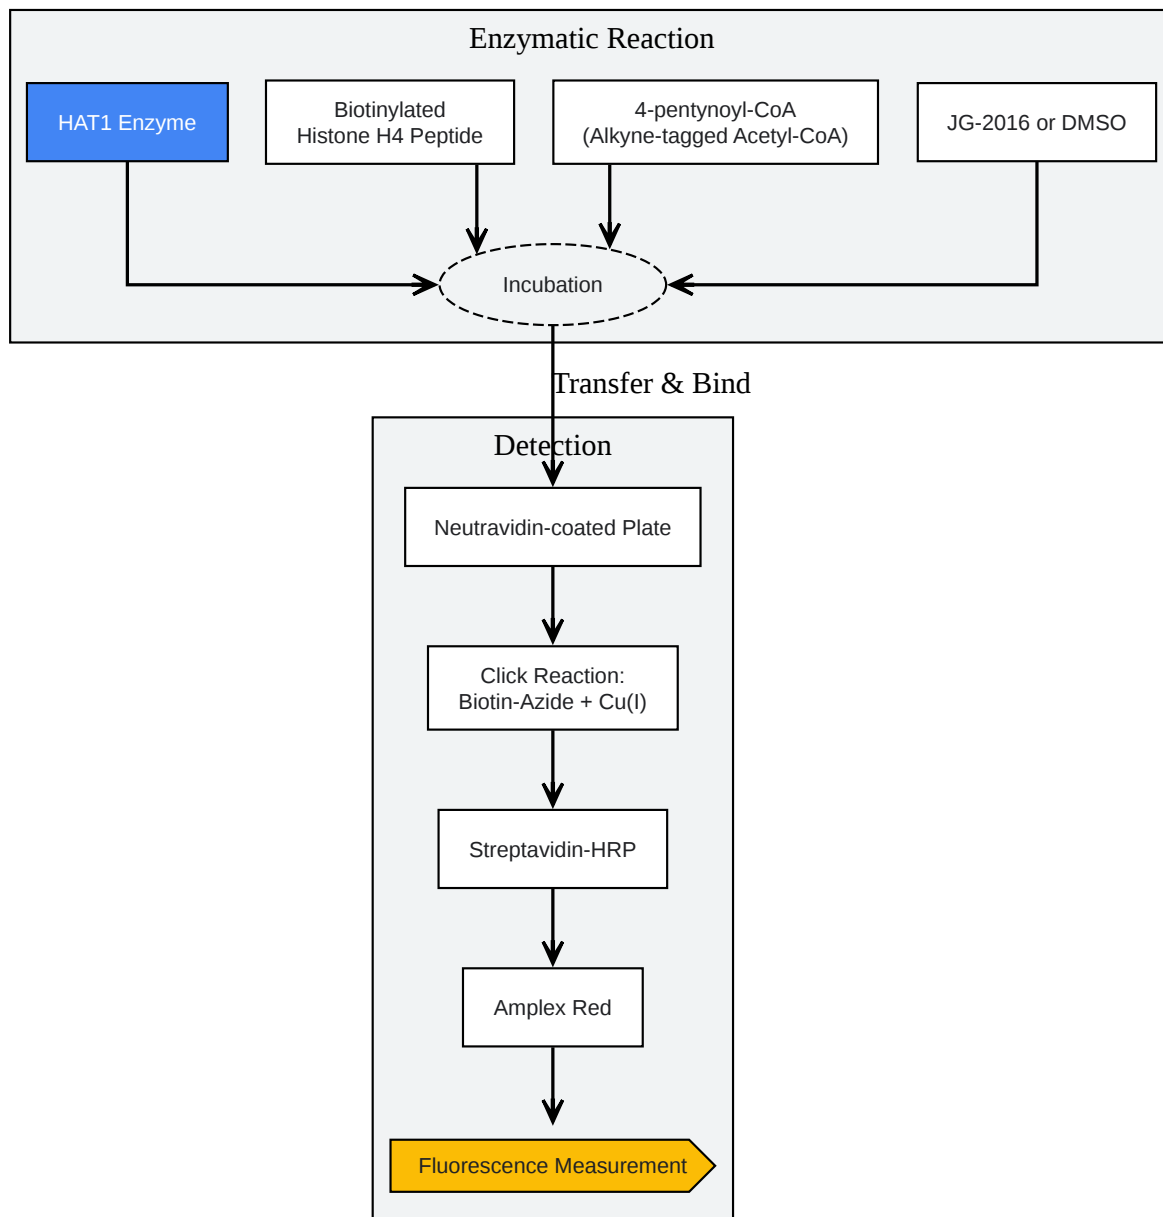 Enzymatic Reaction
HAT1 Enzyme
Biotinylated
Histone H4 Peptide
4-pentynoyl-CoA
(Alkyne-tagged Acetyl-CoA)
JG-2016 or DMSO
Incubation
Transfer & Bind
Detection
Neutravidin-coated Plate
Click Reaction:
Biotin-Azide + Cu(I)
Streptavidin-HRP
Amplex Red
Fluorescence Measurement